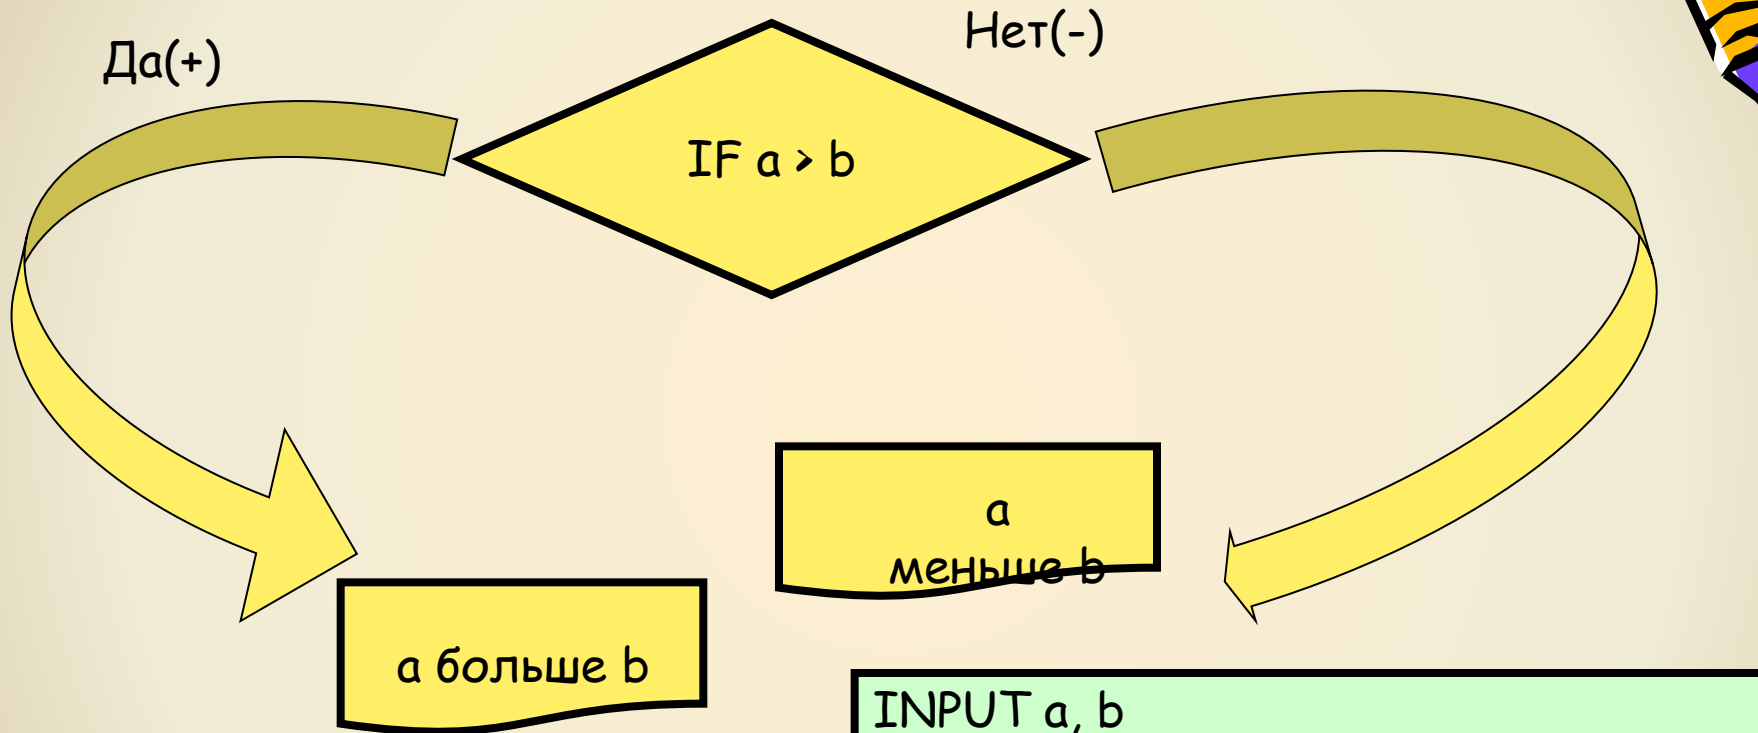 Да(+)
Нет(-)
IF a > b
a
меньше b
a больше b
INPUT a, b